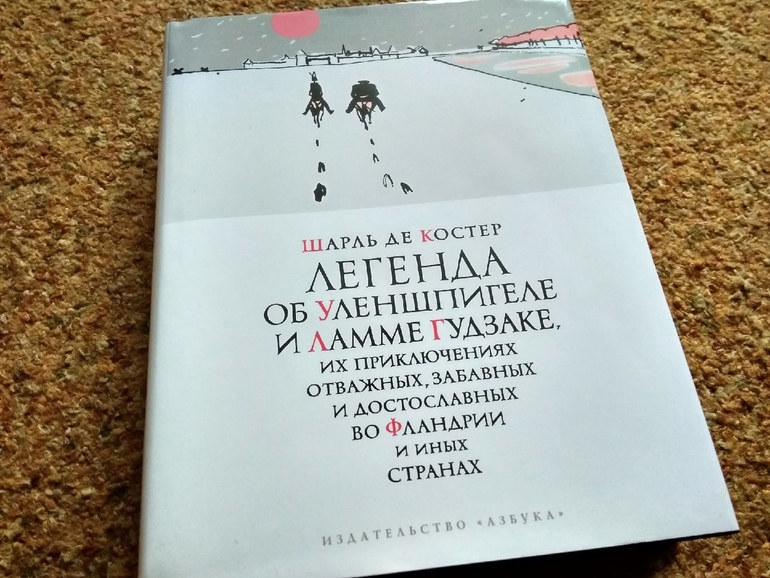 Шарль де Костер
Легенда
об Уленшпигеле
и Ламме Гудзаке,
их приключениях
отважных, забавных
и достославных
во Фландрии
и иных
странах
Издательство «Азбука»